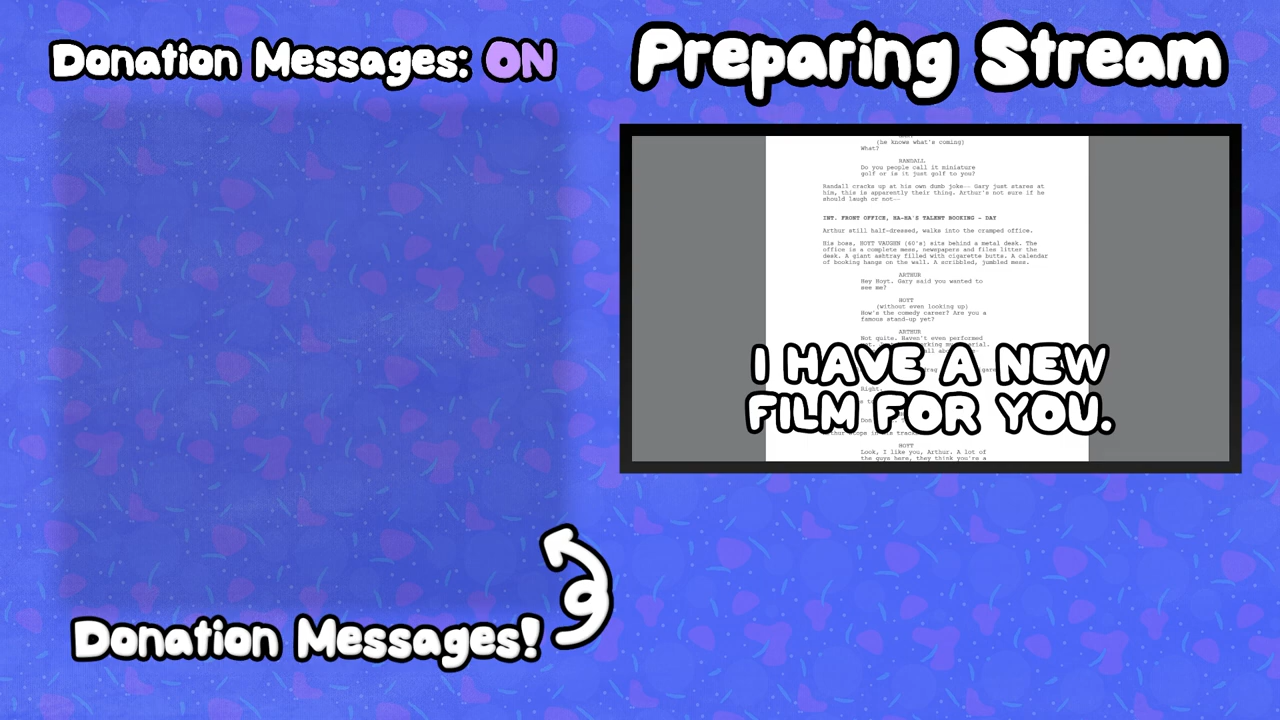 Donation Messages: ON
Preparing Stream
(he knows what's coming)
What?
RANDALL
Do you people call it miniature
golf or is it just golf to you?
Randall cracks up at his own dumb joke-- Gary just stares at
him, this is apparently their thing. Arthur's not sure if he
should laugh or not--
INT. FRONT OFFICE, HA-HA'S TALENT BOOKING - DAY
Arthur still half-dressed, walks into the cramped office.
His boss, HOYT VAUGHN (60's) sits behind a metal desk. The
office is a complete mess, newspapers and files litter the
desk. A giant ashtray filled with cigarette butts. A calendar
of booking hangs on the wall. A scribbled, jumbled mess.
ARTHUR
Hey Hoyt. Gary said you wanted to
see me?
HOYT
(without even looking up)
How's the comedy career? Are you a
famous stand-up yet?
ARTHUR
Not quite. Haven't even performed
I HAVE A NEW
FILM FOR YOU.
Right.
HOYT
Look, I like you, Arthur. A lot of
the guys here, they think you're a
Donation Messages!